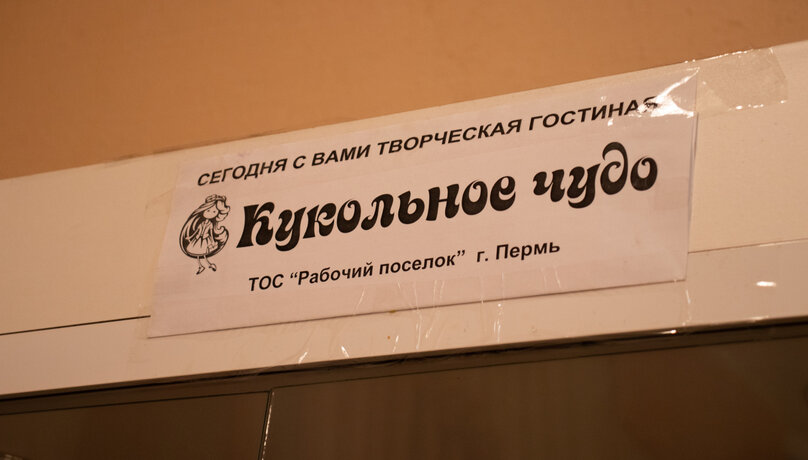 СЕГОДНЯ С ВАМИ ТВОРЧЕСКАЯ ГОСТИНАЯ
Кукольное чудо
ТОС “Рабочий поселок” г. Пермь